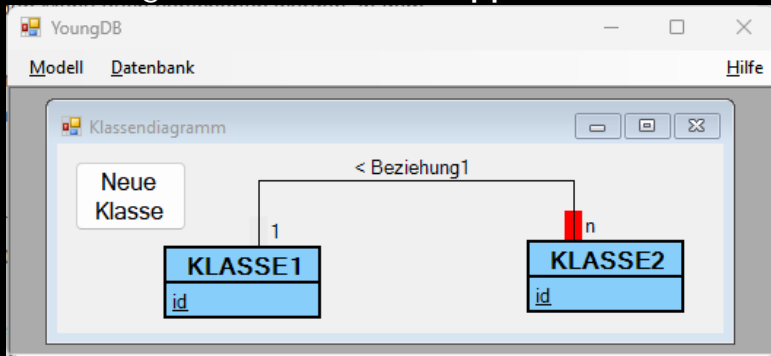 YoungDB
Modell Datenbank Hilfe
Klassendiagramm
< Beziehung1
Neue
Klasse
1 n
KLASSE1 KLASSE2
id id